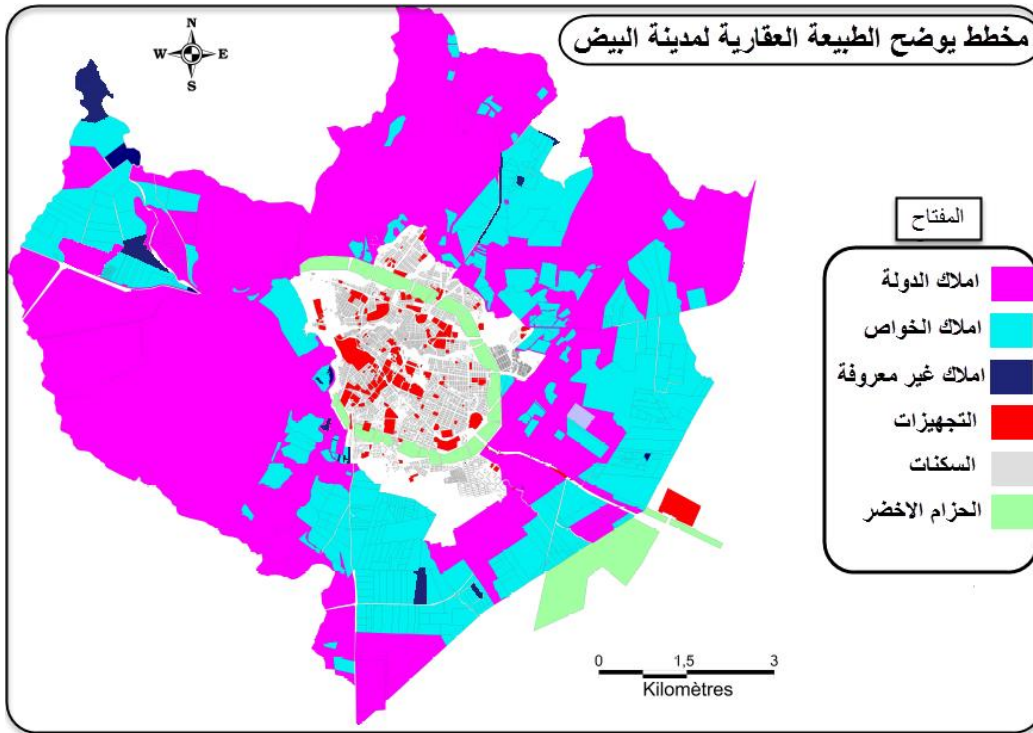 مخطط يوضح الطبيعة العقارية لمدينة البيض
N
W E
S
المفتاح
املاك الدولة
املاك الخواص
املاك غير معروفة
التجهيزات
السكنات
الحزام الاخضر
0 1,5 3
Kilomètres